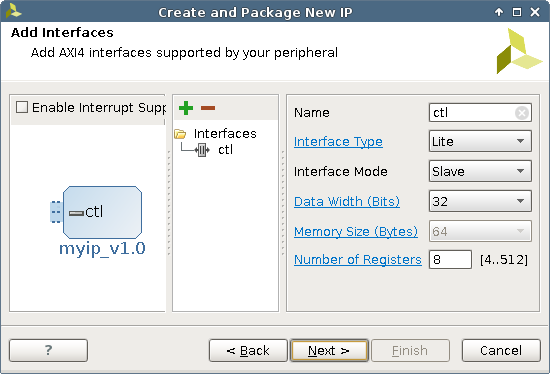 Create and Package New IP
Add Interfaces
Add AXI4 interfaces supported by your peripheral
Enable Interrupt Supp
ctl
myip_v1.0
Interfaces
ctl
Name
ctl
Interface Type
Lite
Interface Mode
Slave
Data Width (Bits)
32
Memory Size (Bytes)
64
Number of Registers
8
[4..512]
?
< Back
Next >
Finish
Cancel